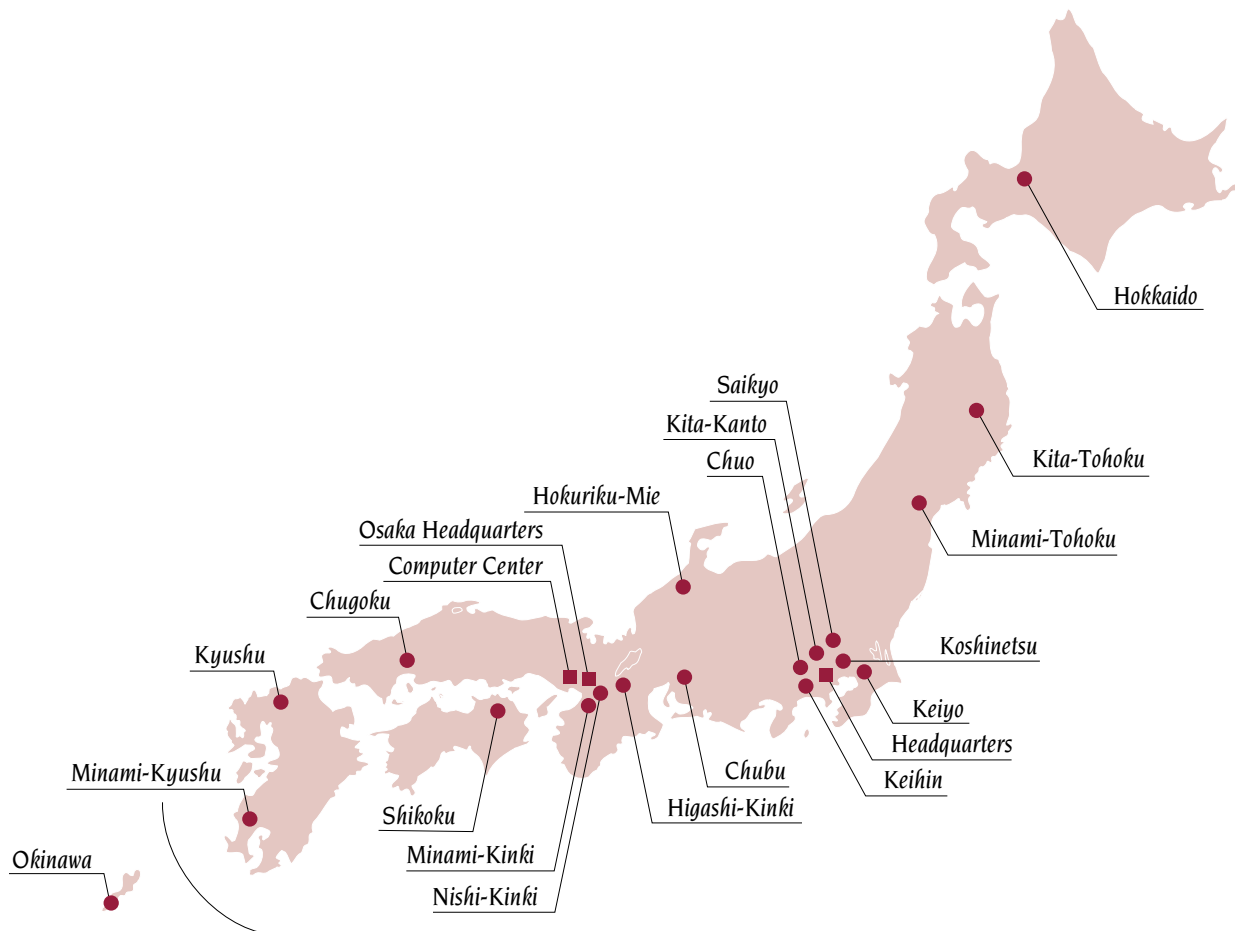 Hokkaido
Saikyo
Kita-Kanto
Kita-Tohoku
Chuo
Hokuriku-Mie
Osaka Headquarters
Minami-Tohoku
Computer Center
Chugoku
Kyushu
Koshinetsu
Keiyo
Headquarters
Minami-Kyushu
Chubu
Keihin
Shikoku
Higashi-Kinki
Minami-Kinki
Okinawa
Nishi-Kinki